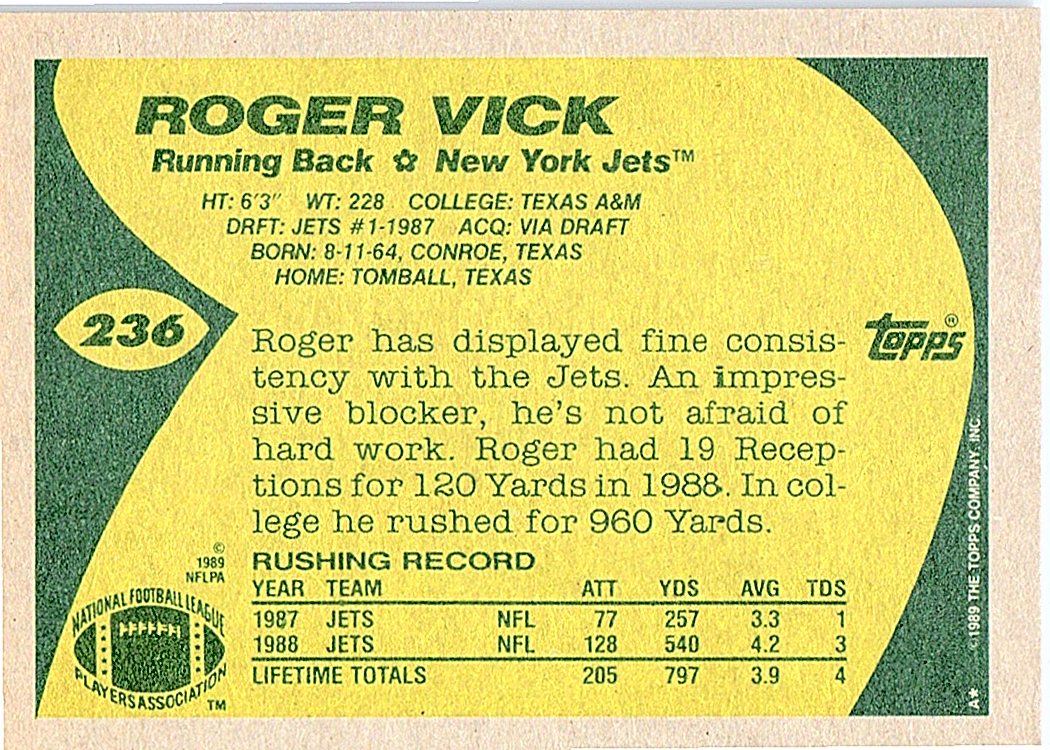 ROGER VICK
Running Back ✩ New York Jets™
HT: 6'3" WT: 228 COLLEGE: TEXAS A&M
DRFT: JETS #1-1987 ACQ: VIA DRAFT
BORN: 8-11-64, CONROE, TEXAS
HOME: TOMBALL, TEXAS
236
topps®
Roger has displayed fine consis-
tency with the Jets. An impres-
sive blocker, he's not afraid of
hard work. Roger had 19 Recep-
tions for 120 Yards in 1988. In col-
lege he rushed for 960 Yards.
©
1989
NFLPA
NATIONAL FOOTBALL LEAGUE
PLAYERS ASSOCIATION
TM
RUSHING RECORD
YEAR TEAM ATT YDS AVG TDS
1987 JETS NFL 77 257 3.3 1
1988 JETS NFL 128 540 4.2 3
LIFETIME TOTALS 205 797 3.9 4
©1989 THE TOPPS COMPANY, INC.
A*